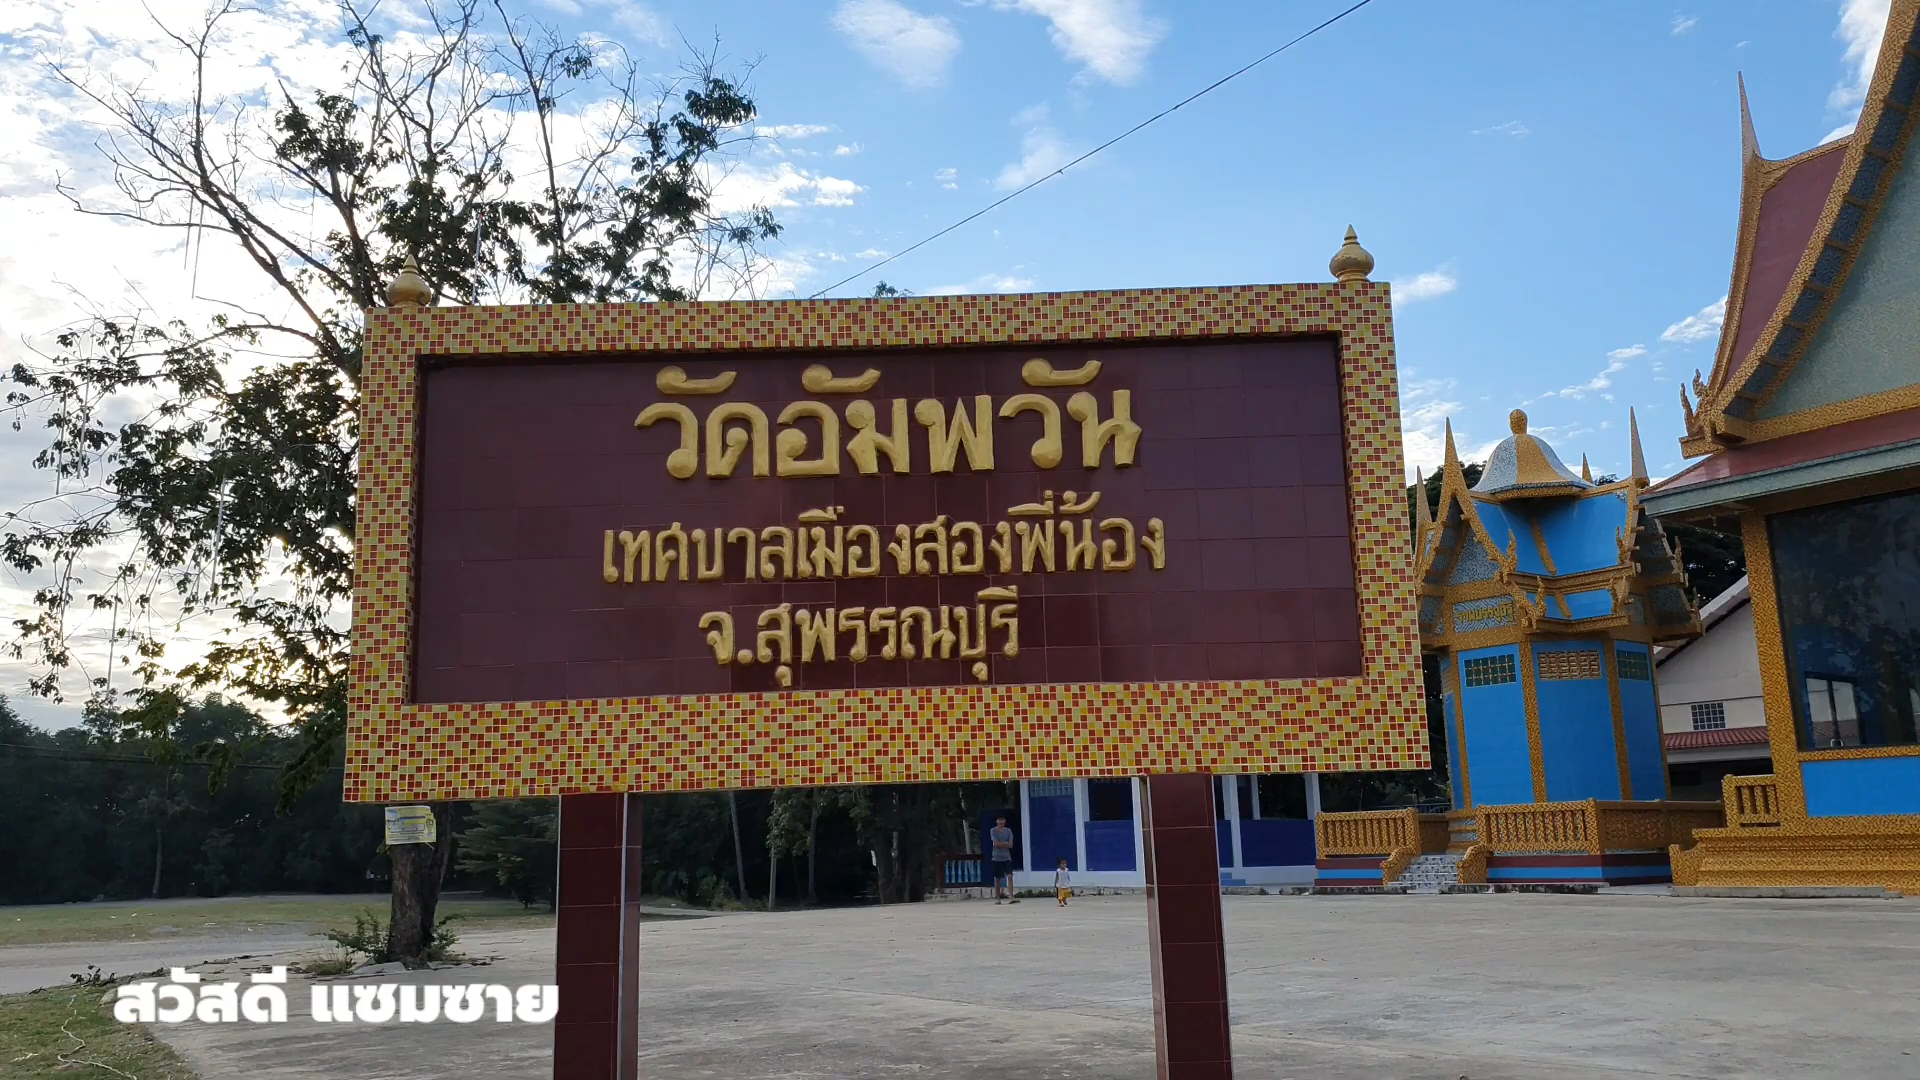 วัดอัมพวัน
เทศบาลเมืองสองพี่น้อง
จ.สุพรรณบุรี
สวัสดี แซมซาย